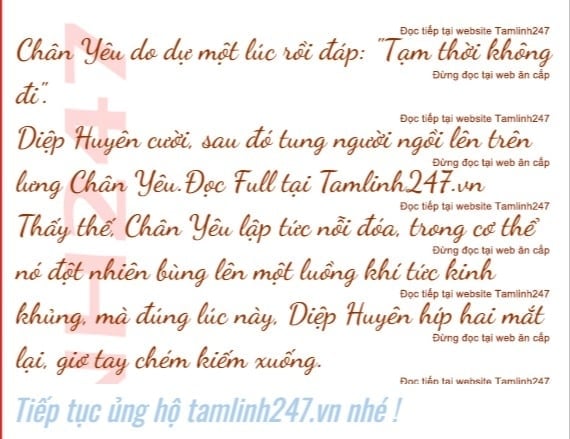 Đọc tiếp tại website Tamlinh247
Chân Yêu do dự một lúc rồi đáp: "Tạm thời không
Đừng đọc tại web ăn cắp
đi".
Đọc tiếp tại website Tamlinh247
Diệp Huyên cười, sau đó tung người ngồi lên trên
Đừng đọc tại web ăn cắp
lưng Chân Yêu.Đọc Full tại Tamlinh247.vn
Đọc tiếp tại website Tamlinh247
Thấy thế, Chân Yêu lập tức nỗi đóa, trong cơ thể
Đừng đọc tại web ăn cắp
nó đột nhiên bùng lên một luồng khí tức kinh
Đọc tiếp tại website Tamlinh247
khủng, mà đúng lúc này, Diệp Huyên híp hai mắt
Đừng đọc tại web ăn cắp
lại, giơ tay chém kiếm xuống.
Đọc tiếp tại website Tamlinh247
NH247
Tiếp tục ủng hộ tamlinh247.vn nhé !